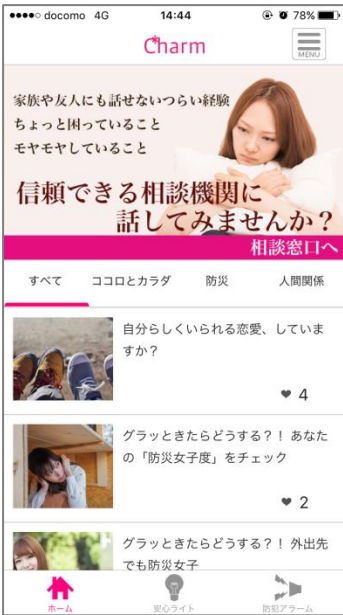 docomo 4G 14:44 78%
Charm
MENU
家族や友人にも話せないつらい経験
ちょっと困っていること
モヤモヤしていること
信頼できる相談機関に
話してみませんか？
相談窓口へ
すべて ココロとカラダ 防災 人間関係
自分らしくいられる恋愛、していま
すか？
4
グラッときたらどうする？！ あなた
の「防災女子度」をチェック
2
グラッときたらどうする？！ 外出先
でも防災女子
ホーム 安心ライト 防犯アラーム